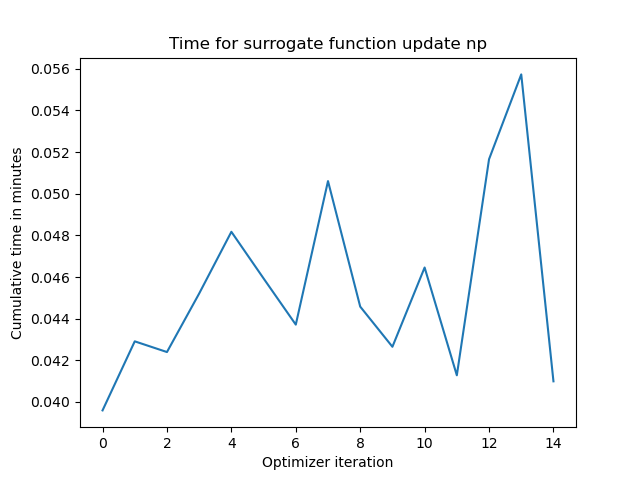 Time for surrogate function update np
0.056
0.054
0.052
0.050
0.048
0.046
0.044
0.042
0.040
Cumulative time in minutes
0 2 4 6 8 10 12 14
Optimizer iteration